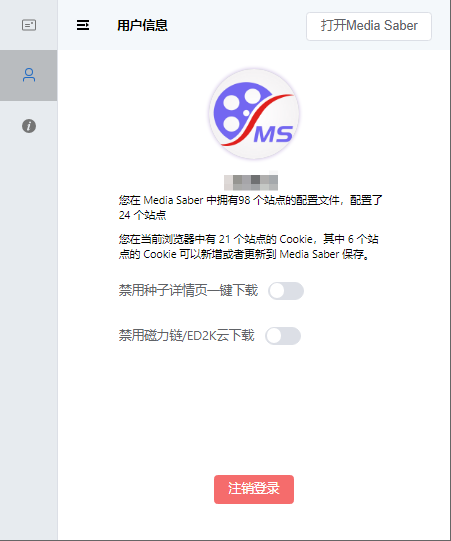 用户信息
打开Media Saber
MS
您在 Media Saber 中拥有98 个站点的配置文件，配置了
24 个站点
您在当前浏览器中有 21 个站点的 Cookie，其中 6 个站
点的 Cookie 可以新增或者更新到 Media Saber 保存。
禁用种子详情页一键下载
禁用磁力链/ED2K云下载
注销登录